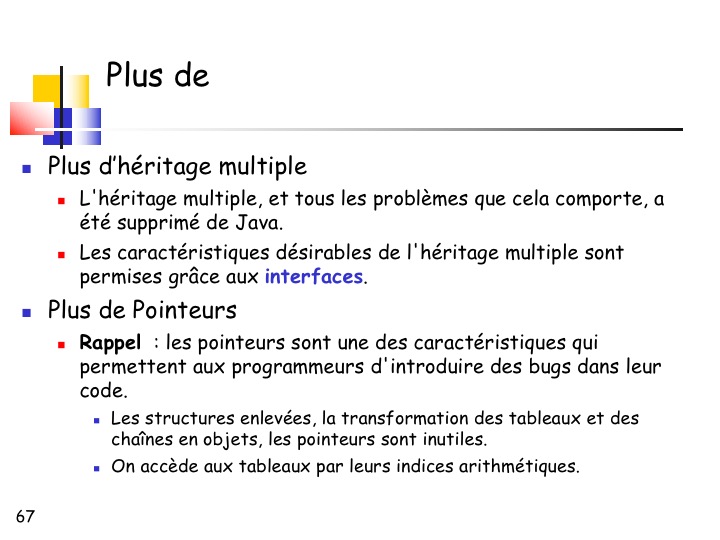 Plus de
Plus d’héritage multiple
L'héritage multiple, et tous les problèmes que cela comporte, a
été supprimé de Java.
Les caractéristiques désirables de l'héritage multiple sont
permises grâce aux interfaces.
Plus de Pointeurs
Rappel : les pointeurs sont une des caractéristiques qui
permettent aux programmeurs d'introduire des bugs dans leur
code.
Les structures enlevées, la transformation des tableaux et des
chaînes en objets, les pointeurs sont inutiles.
On accède aux tableaux par leurs indices arithmétiques.
67